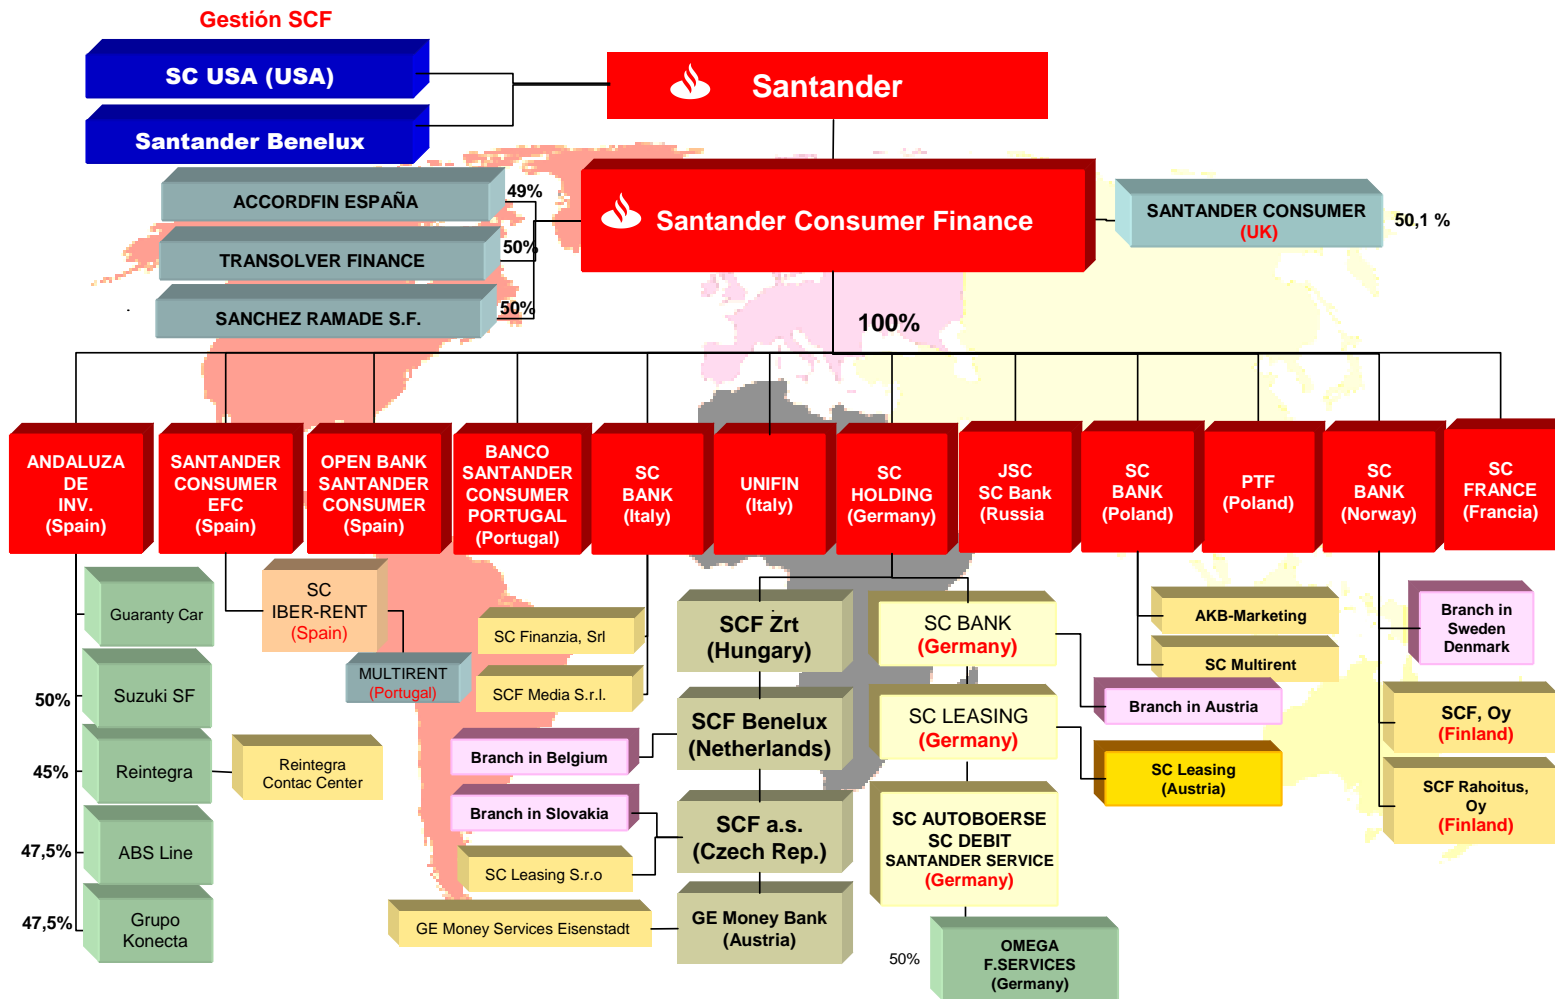 Gestión SCF
SC USA (USA)
Santander
Santander Benelux
ACCORDFIN ESPAÑA
49%
Santander Consumer Finance
SANTANDER CONSUMER
(UK)
50,1 %
TRANSOLVER FINANCE
50%
SANCHEZ RAMADE S.F.
50%
100%
ANDALUZA
DE
INV.
(Spain)
SANTANDER
CONSUMER
EFC
(Spain)
OPEN BANK
SANTANDER
CONSUMER
(Spain)
BANCO
SANTANDER
CONSUMER
PORTUGAL
(Portugal)
SC
BANK
(Italy)
UNIFIN
(Italy)
SC
HOLDING
(Germany)
JSC
SC Bank
(Russia
SC
BANK
(Poland)
PTF
(Poland)
SC
BANK
(Norway)
SC
FRANCE
(Francia)
Guaranty Car
50%
Suzuki SF
45%
Reintegra
Reintegra
Contac Center
47,5%
ABS Line
47,5%
Grupo
Konecta
SC
IBER-RENT
(Spain)
MULTIRENT
(Portugal)
SC Finanzia, Srl
SCF Media S.r.l.
SCF Zrt
(Hungary)
SCF Benelux
(Netherlands)
Branch in Belgium
Branch in Slovakia
SCF a.s.
(Czech Rep.)
SC Leasing S.r.o
GE Money Services Eisenstadt
GE Money Bank
(Austria)
SC BANK
(Germany)
Branch in Austria
SC LEASING
(Germany)
SC Leasing
(Austria)
SC AUTOBOERSE
SC DEBIT
SANTANDER SERVICE
(Germany)
50%
OMEGA
F.SERVICES
(Germany)
AKB-Marketing
SC Multirent
Branch in
Sweden
Denmark
SCF, Oy
(Finland)
SCF Rahoitus,
Oy
(Finland)